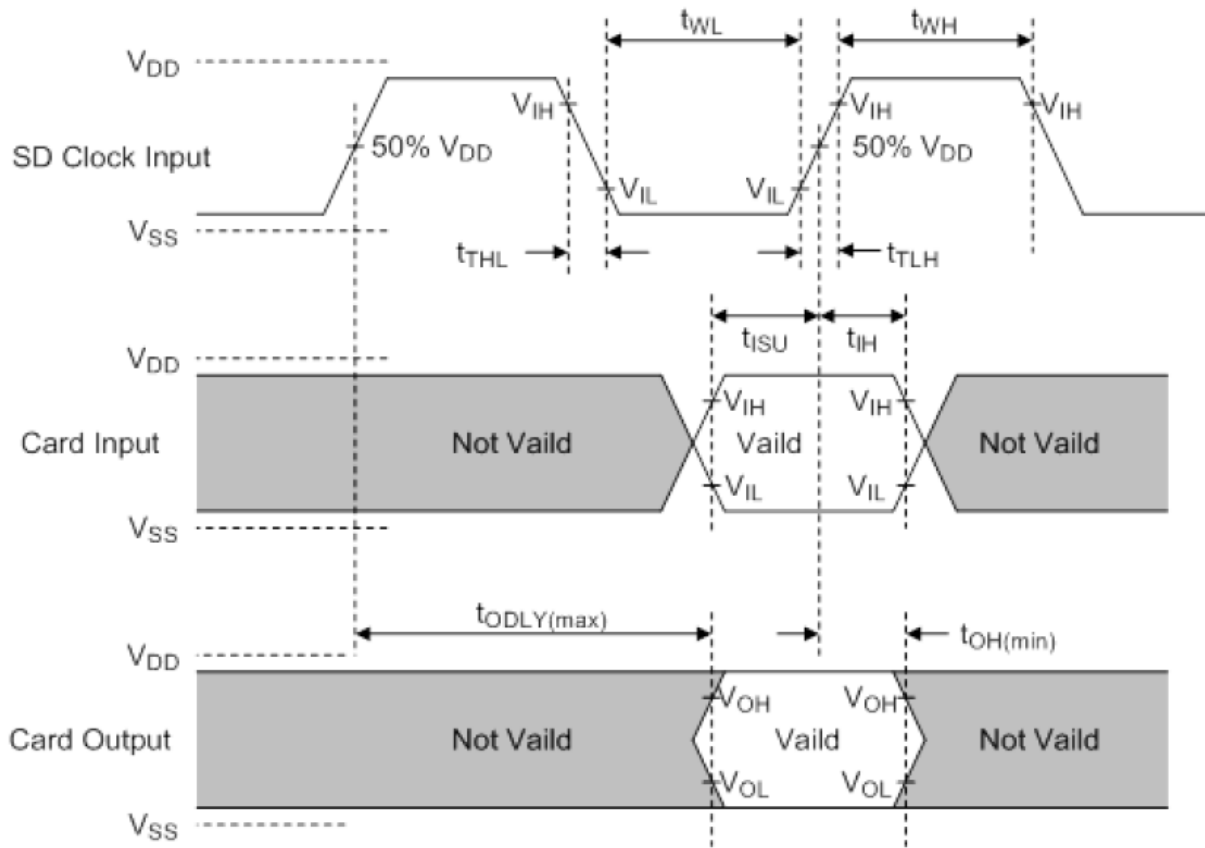 tWL
tWH
VDD
VIH
VIH
VIH
SD Clock Input
50% VDD
50% VDD
VIL
VIL
VSS
tTHL
tTLH
tISU
tIH
VDD
VIH
VIH
Card Input
Not Vaild
Vaild
Not Vaild
VIL
VIL
VSS
tODLY(max)
tOH(min)
VDD
VOH
VOH
Card Output
Not Vaild
Vaild
Not Vaild
VOL
VOL
VSS